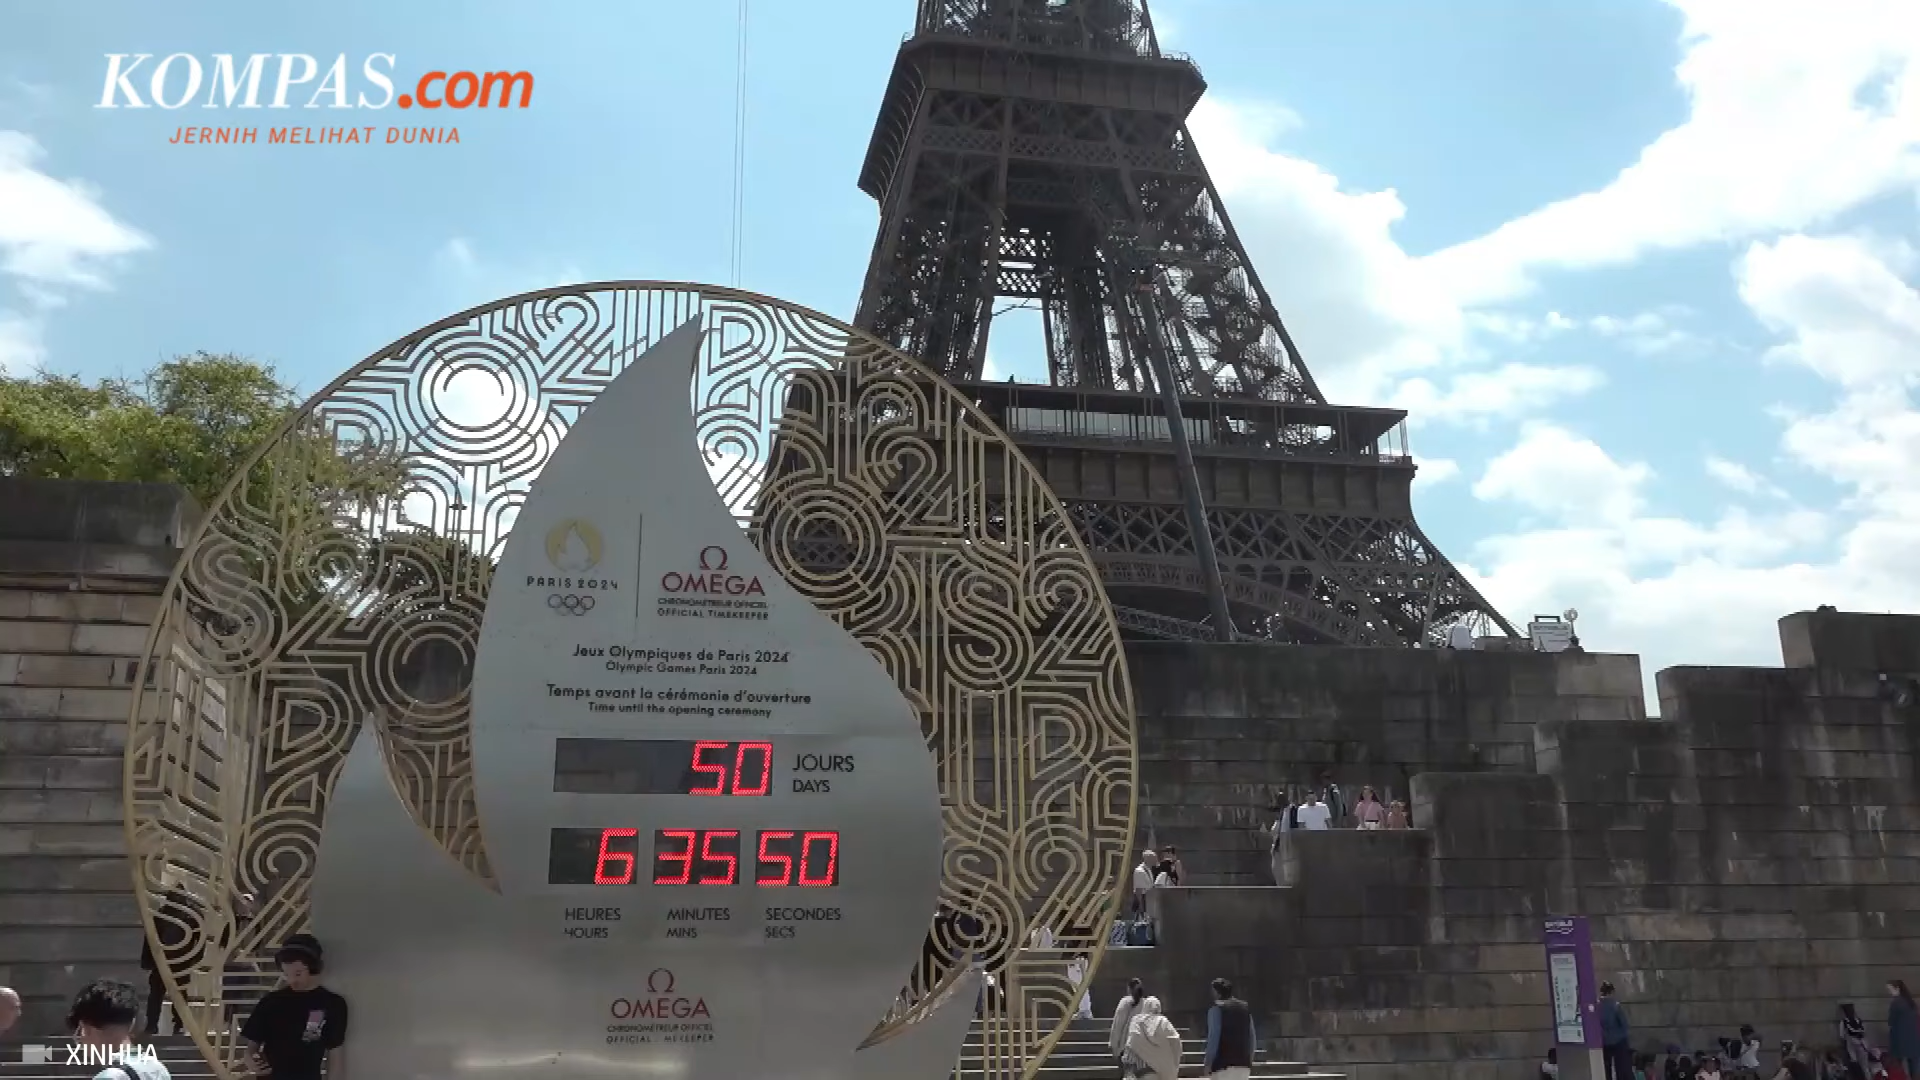 KOMPAS.com
JERNIH MELIHAT DUNIA
PARIS 2024
Ω
OMEGA
CHRONOMÉTREUR OFFICIEL
OFFICIAL TIMEKEEPER
Jeux Olympiques de Paris 2024
Olympic Games Paris 2024
Temps avant la cérémonie d'ouverture
Time until the opening ceremony
50 JOURS
DAYS
6 35 50
HEURES MINUTES SECONDES
HOURS MINS SECS
Ω
OMEGA
CHRONOMÉTREUR OFFICIEL
OFFICIAL TIMEKEEPER
XINHUA